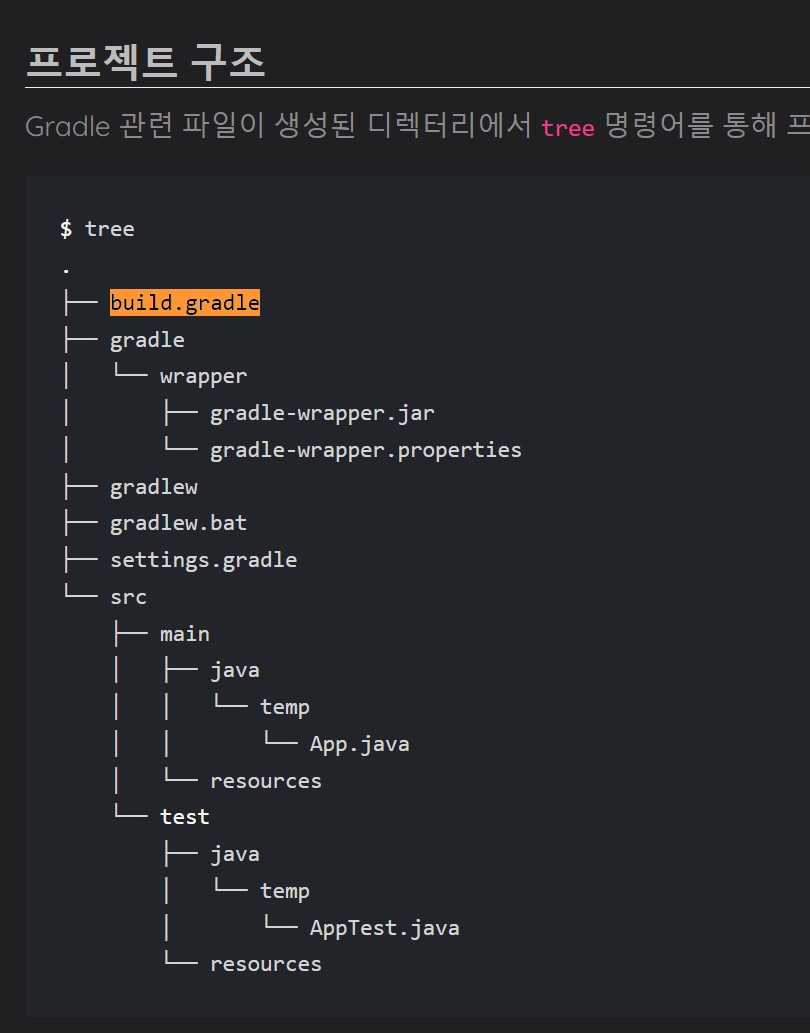 프로젝트 구조
Gradle 관련 파일이 생성된 디렉터리에서 tree 명령어를 통해 프
$ tree
.
├── build.gradle
├── gradle
│   └── wrapper
│       ├── gradle-wrapper.jar
│       └── gradle-wrapper.properties
├── gradlew
├── gradlew.bat
├── settings.gradle
└── src
    ├── main
    │   ├── java
    │   │   └── temp
    │   │       └── App.java
    │   └── resources
    └── test
        ├── java
        │   └── temp
        │       └── AppTest.java
        └── resources